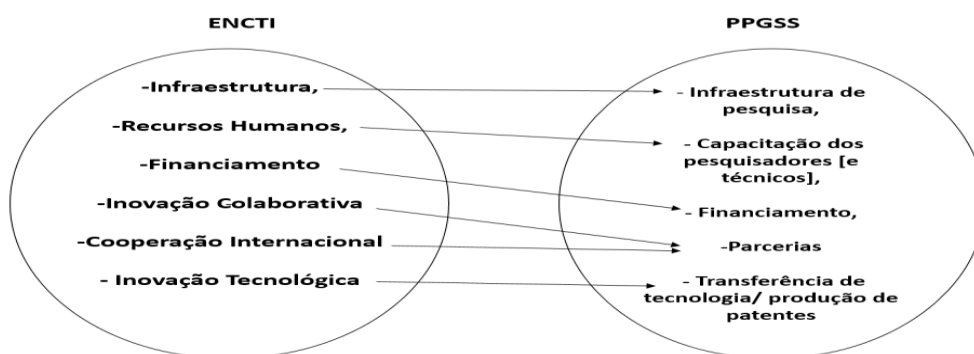 ENCTI
-Infraestrutura,
-Recursos Humanos,
-Financiamento
-Inovação Colaborativa
-Cooperação Internacional
- Inovação Tecnológica
PPGSS
- Infraestrutura de
pesquisa,
- Capacitação dos
pesquisadores [e
técnicos],
- Financiamento,
-Parcerias
- Transferência de
tecnologia/ produção de
patentes